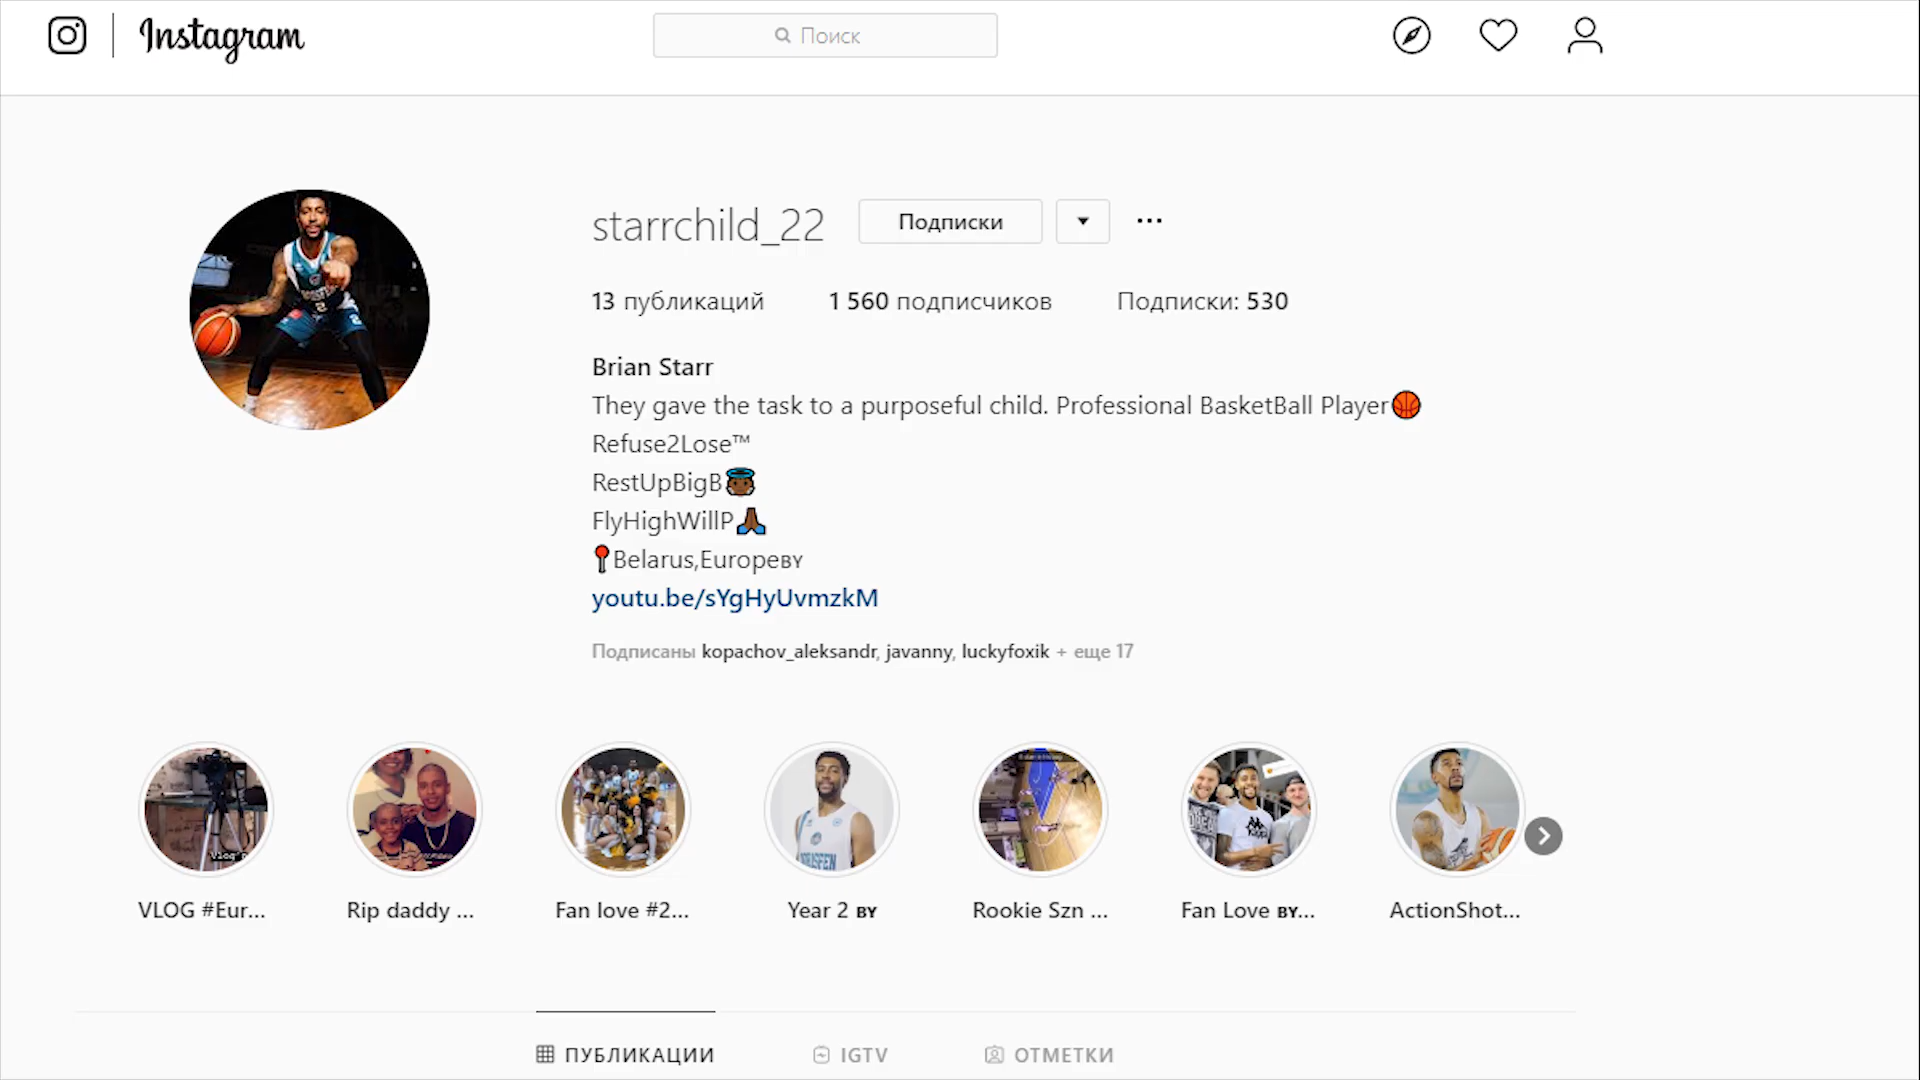 Instagram
Поиск
starrchild_22
Подписки
13 публикаций
1 560 подписчиков
Подписки: 530
Brian Starr
They gave the task to a purposeful child. Professional BasketBall Player
Refuse2Lose™
RestUpBigB
FlyHighWillP
Belarus,EuropeBY
youtu.be/sYgHyUvmzkM
Подписаны kopachov_aleksandr, javanny, luckyfoxik + еще 17
VLOG #Eur...
Rip daddy ...
Fan love #2...
Year 2 BY
Rookie Szn ...
Fan Love BY...
ActionShot...
ПУБЛИКАЦИИ
IGTV
ОТМЕТКИ